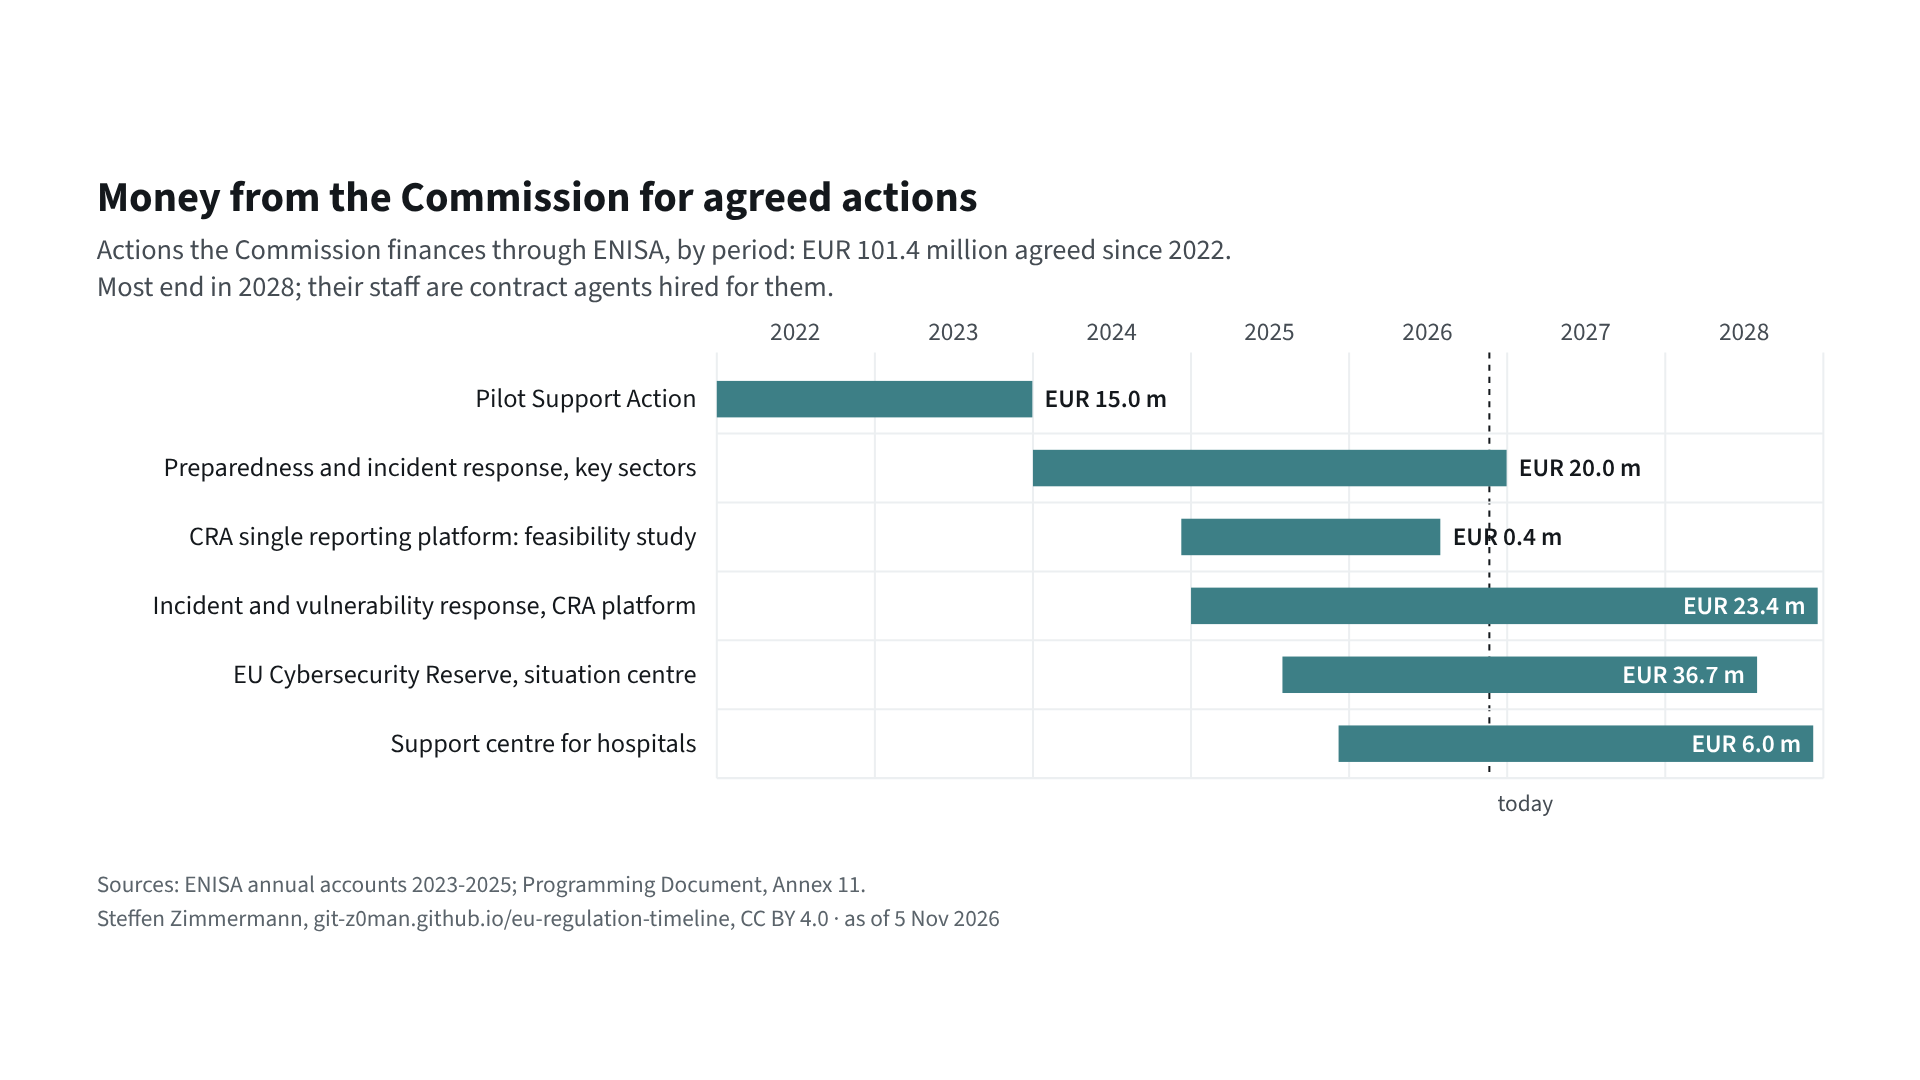 Money from the Commission for agreed actions
Actions the Commission finances through ENISA, by period: EUR 101.4 million agreed since 2022.
Most end in 2028; their staff are contract agents hired for them.
2022 2023 2024 2025 2026 2027 2028
Pilot Support Action EUR 15.0 m
Preparedness and incident response, key sectors EUR 20.0 m
CRA single reporting platform: feasibility study EUR 0.4 m
Incident and vulnerability response, CRA platform EUR 23.4 m
EU Cybersecurity Reserve, situation centre EUR 36.7 m
Support centre for hospitals EUR 6.0 m
today
Sources: ENISA annual accounts 2023-2025; Programming Document, Annex 11.
Steffen Zimmermann, git-z0man.github.io/eu-regulation-timeline, CC BY 4.0 · as of 5 Nov 2026